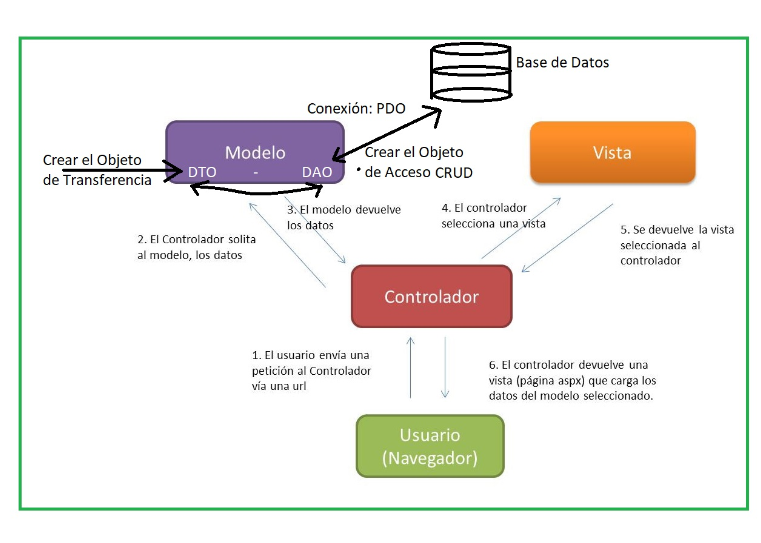 Base de Datos
Conexión: PDO
Modelo
DTO - DAO
Crear el Objeto
de Transferencia
Crear el Objeto
de Acceso CRUD
Vista
3. El modelo devuelve
los datos
4. El controlador
selecciona una vista
2. El Controlador solita
al modelo, los datos
5. Se devuelve la vista
seleccionada al
controlador
Controlador
1. El usuario envía una
petición al Controlador
vía una url
6. El controlador devuelve una
vista (página aspx) que carga los
datos del modelo seleccionado.
Usuario
(Navegador)